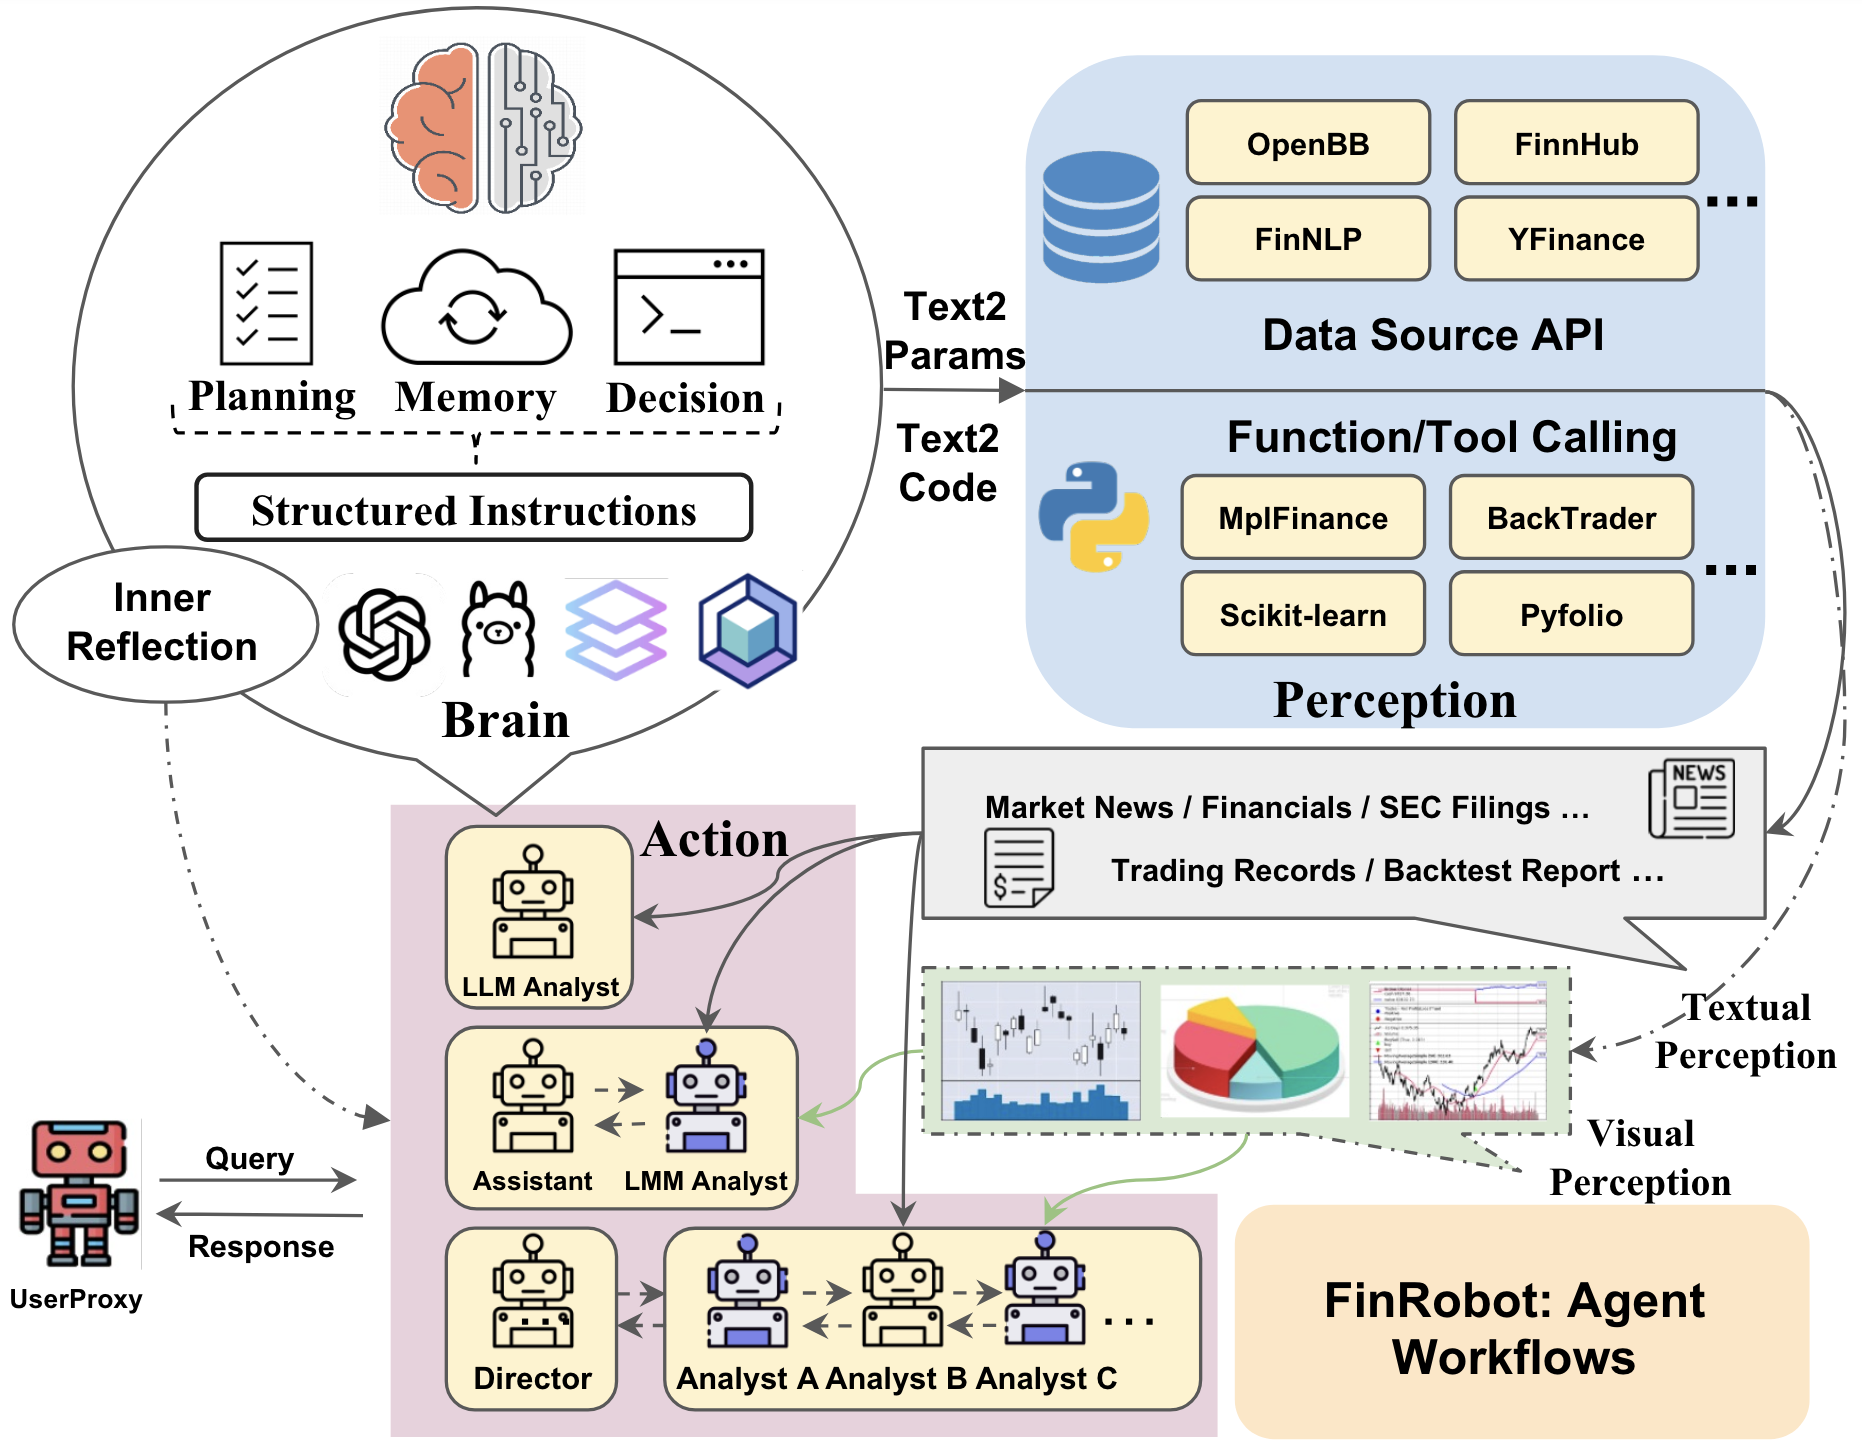 OpenBB
FinnHub
FinNLP
YFinance
...
Data Source API
Text2
Params
Text2
Code
Function/Tool Calling
MplFinance
BackTrader
Scikit-learn
Pyfolio
...
Perception
Planning
Memory
Decision
Structured Instructions
Inner
Reflection
Brain
NEWS
Market News / Financials / SEC Filings ...
Trading Records / Backtest Report ...
Textual
Perception
Visual
Perception
Action
LLM Analyst
Assistant
LMM Analyst
Director
Analyst A
Analyst B
Analyst C
...
Query
Response
UserProxy
FinRobot: Agent
Workflows